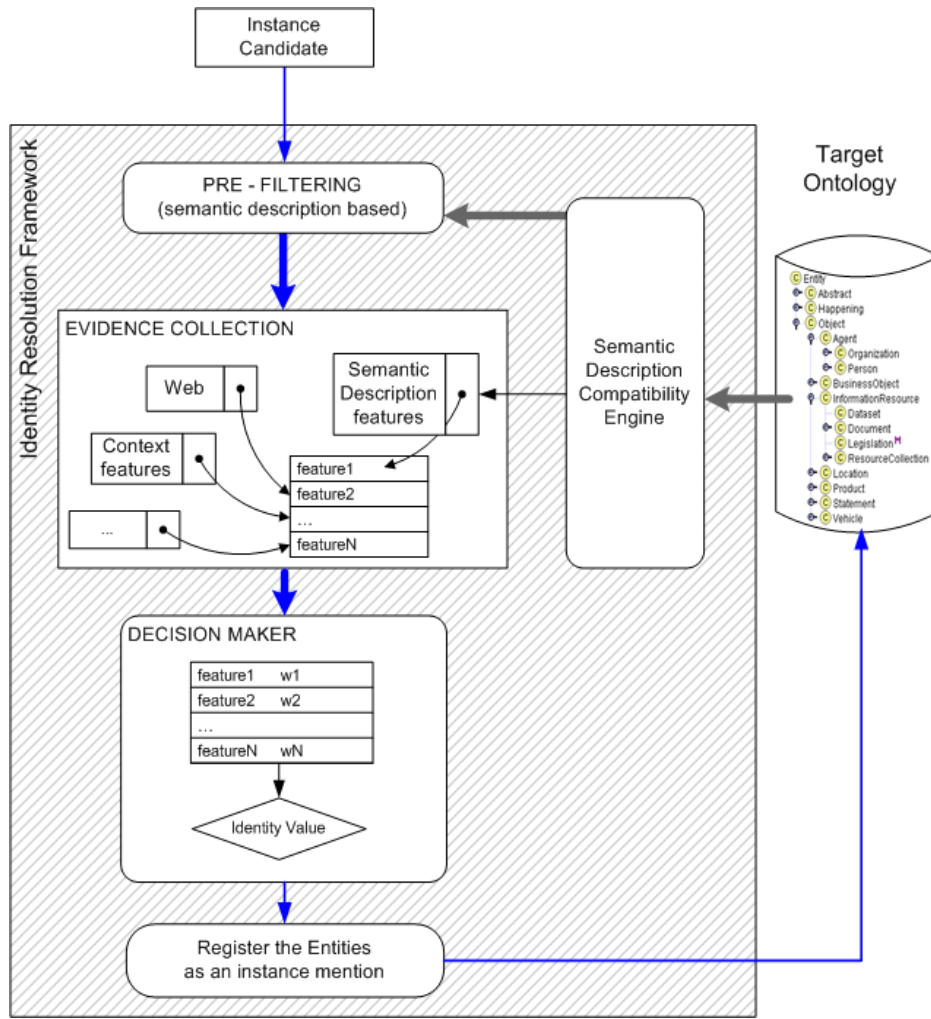 Instance
Candidate
Identity Resolution Framework
PRE - FILTERING
(semantic description based)
Target
Ontology
EVIDENCE COLLECTION
Web
Semantic
Description
features
Context
features
...
feature1
feature2
...
featureN
Semantic
Description
Compatibility
Engine
C Entity
C Abstract
C Happening
C Object
C Agent
C Organization
C Person
C BusinessObject
C InformationResource
C Dataset
C Document
C Legislation M
C ResourceCollection
C Location
C Product
C Statement
C Vehicle
DECISION MAKER
feature1 w1
feature2 w2
...
featureN wN
Identity Value
Register the Entities
as an instance mention